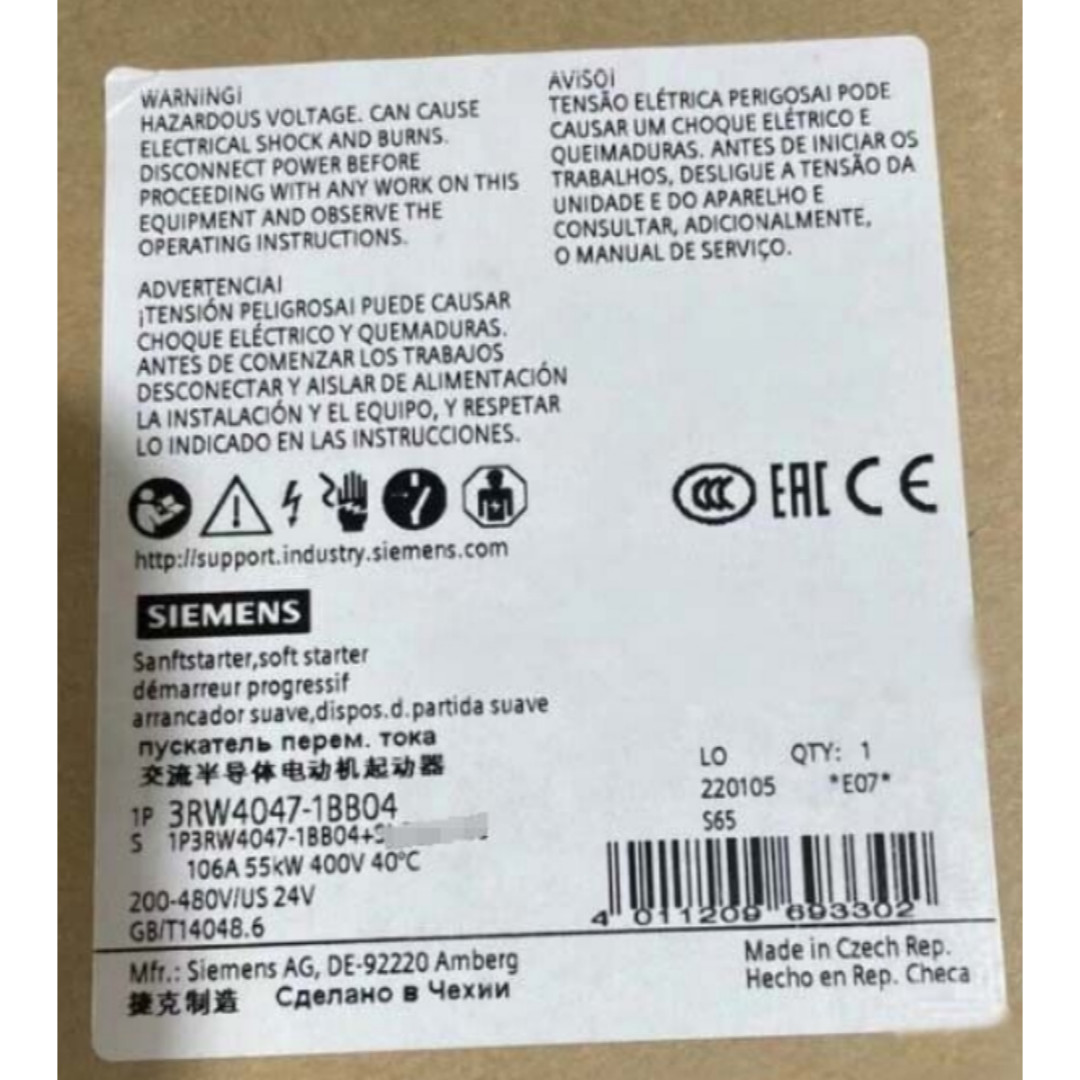 WARNING!
HAZARDOUS VOLTAGE. CAN CAUSE
ELECTRICAL SHOCK AND BURNS.
DISCONNECT POWER BEFORE
PROCEEDING WITH ANY WORK ON THIS
EQUIPMENT AND OBSERVE THE
OPERATING INSTRUCTIONS.
AVISO!
TENSÃO ELÉTRICA PERIGOSA! PODE
CAUSAR UM CHOQUE ELÉTRICO E
QUEIMADURAS. ANTES DE INICIAR OS
TRABALHOS, DESLIGUE A TENSÃO DA
UNIDADE E DO APARELHO E
CONSULTAR, ADICIONALMENTE,
O MANUAL DE SERVIÇO.
ADVERTENCIA!
¡TENSIÓN PELIGROSA! PUEDE CAUSAR
CHOQUE ELÉCTRICO Y QUEMADURAS.
ANTES DE COMENZAR LOS TRABAJOS
DESCONECTAR Y AISLAR DE ALIMENTACIÓN
LA INSTALACIÓN Y EL EQUIPO, Y RESPETAR
LO INDICADO EN LAS INSTRUCCIONES.
CCC EAC CE
http://support.industry.siemens.com
SIEMENS
Sanftstarter,soft starter
démarreur progressif
arrancador suave,dispos.d.partida suave
пускатель перем. тока
交流半导体电动机起动器
LO QTY: 1
220105 *E07*
S65
1P 3RW4047-1BB04
S 1P3RW4047-1BB04+S
106A 55kW 400V 40°C
200-480V/US 24V
GB/T14048.6
4 011209 693302
Mfr.: Siemens AG, DE-92220 Amberg
捷克制造 Сделано в Чехии
Made in Czech Rep.
Hecho en Rep. Checa